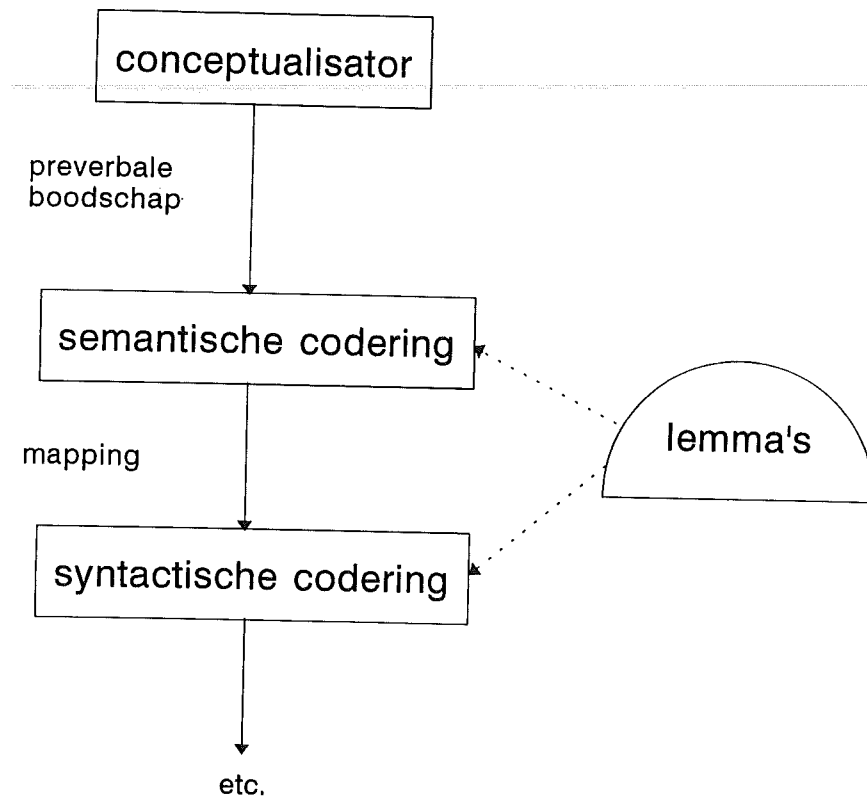 conceptualisator
preverbale
boodschap
semantische codering
lemma's
mapping
syntactische codering
etc.